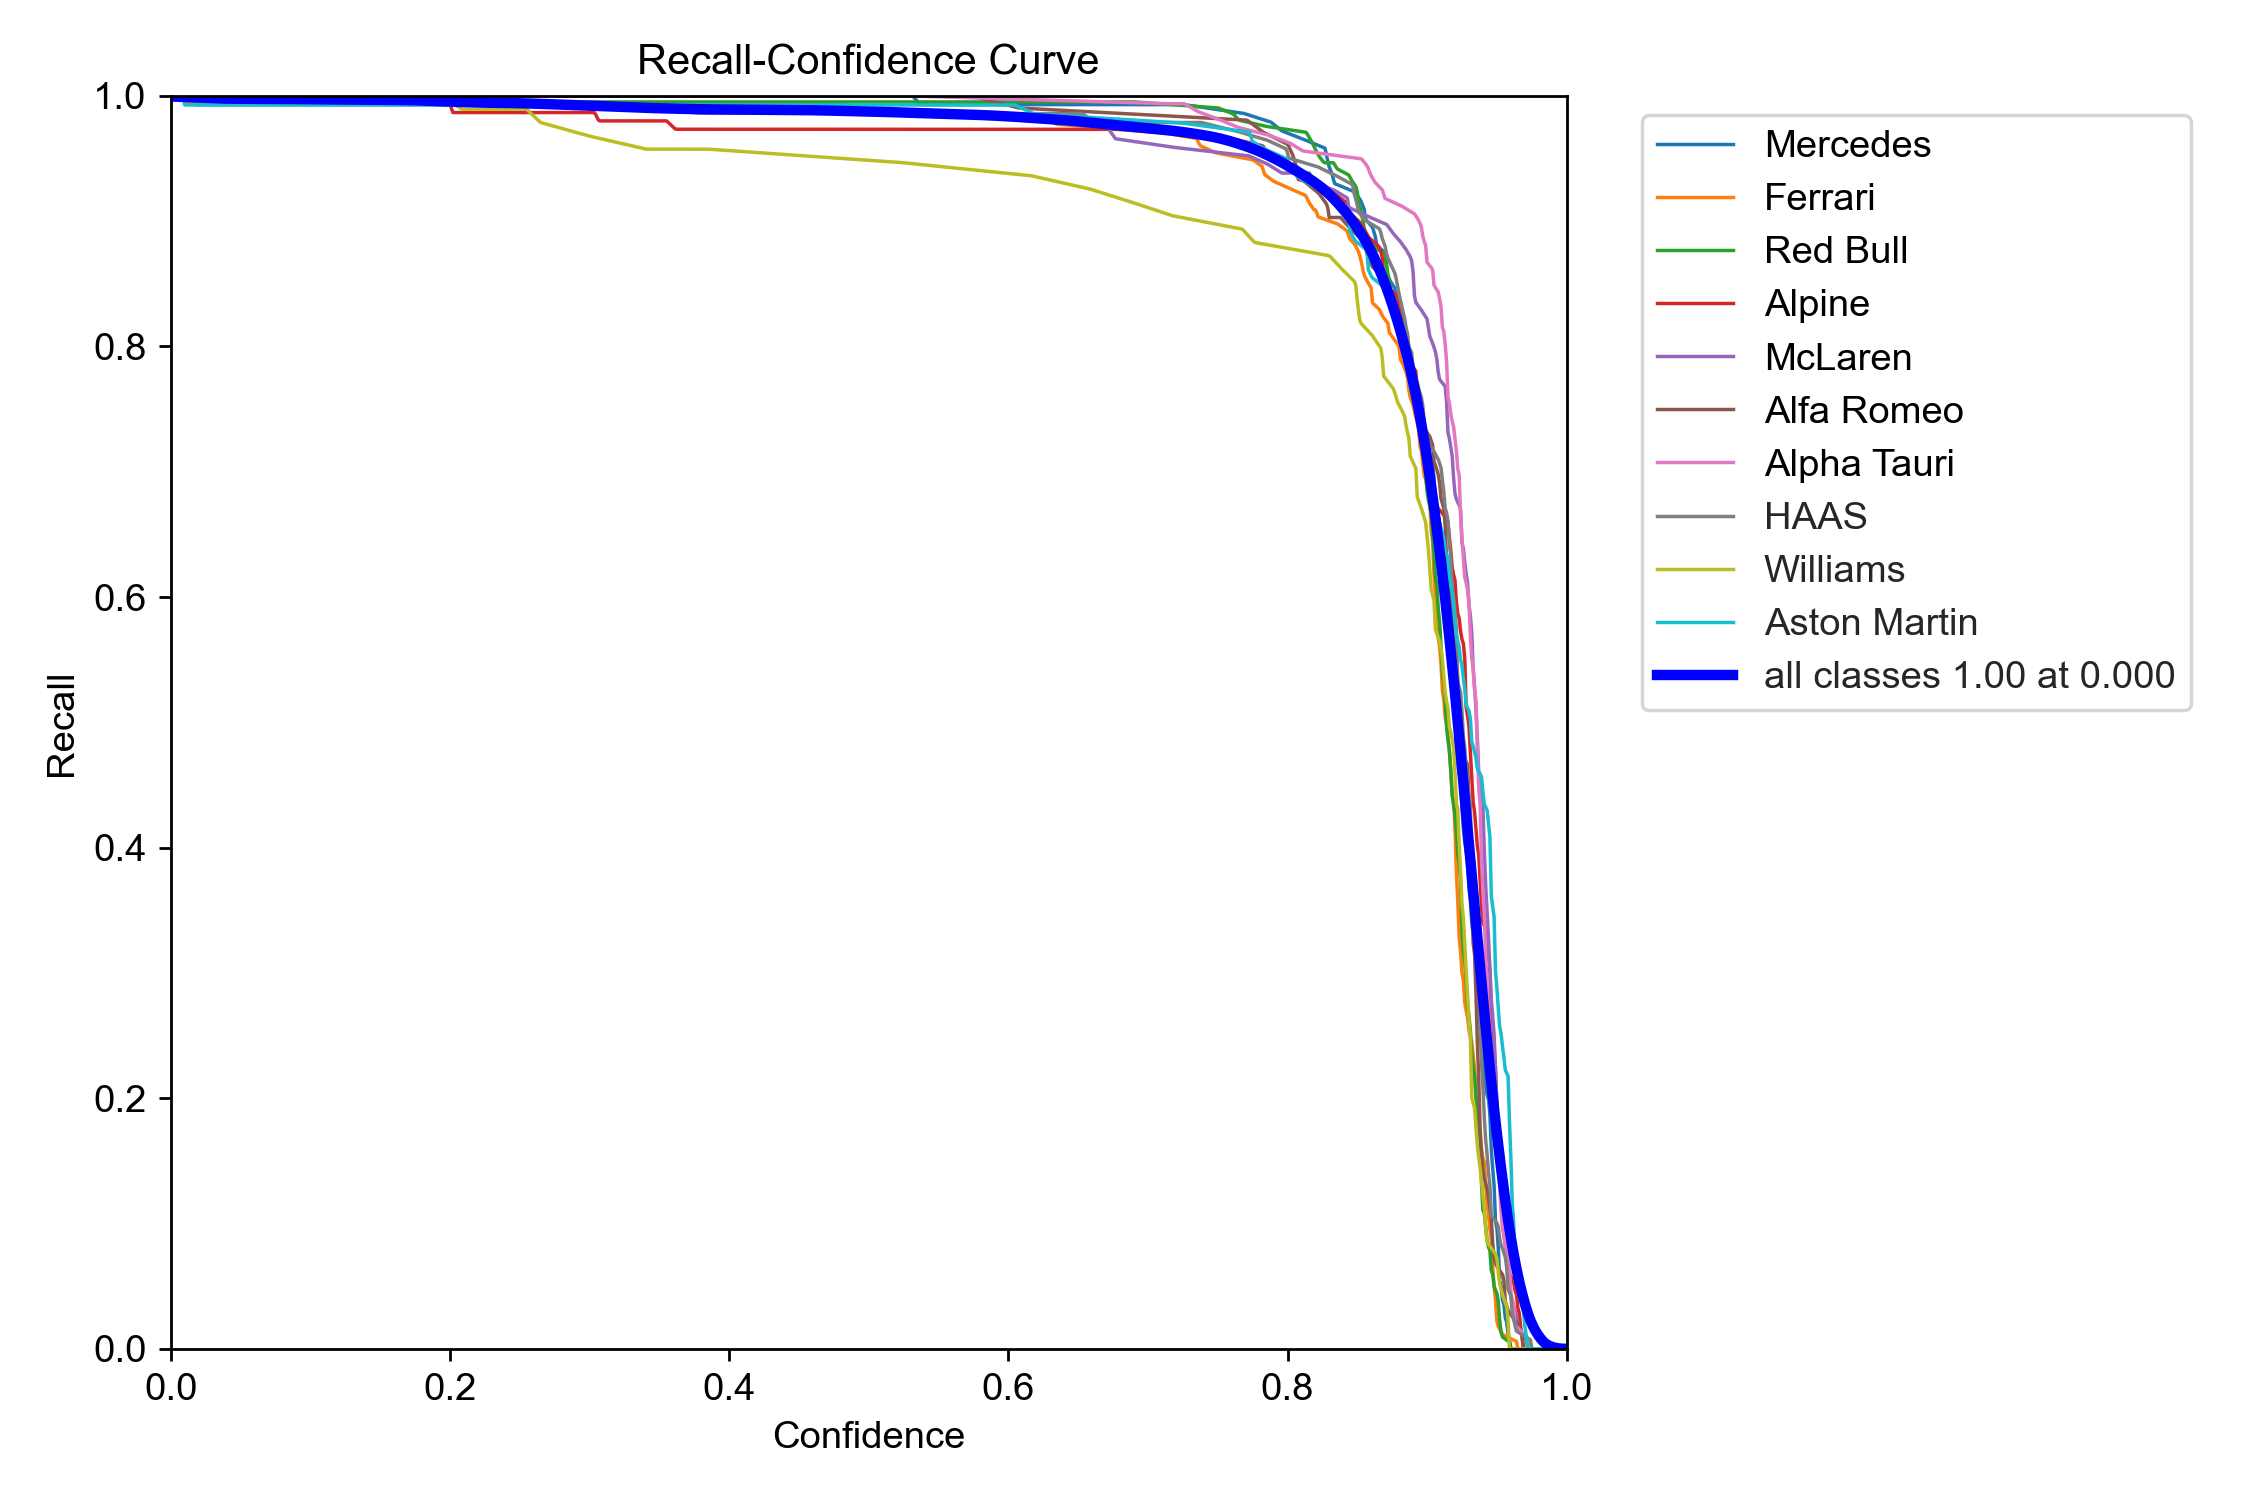 Recall-Confidence Curve
1.0
0.8
0.6
0.4
0.2
0.0
Recall
0.0 0.2 0.4 0.6 0.8 1.0
Confidence
Mercedes
Ferrari
Red Bull
Alpine
McLaren
Alfa Romeo
Alpha Tauri
HAAS
Williams
Aston Martin
all classes 1.00 at 0.000